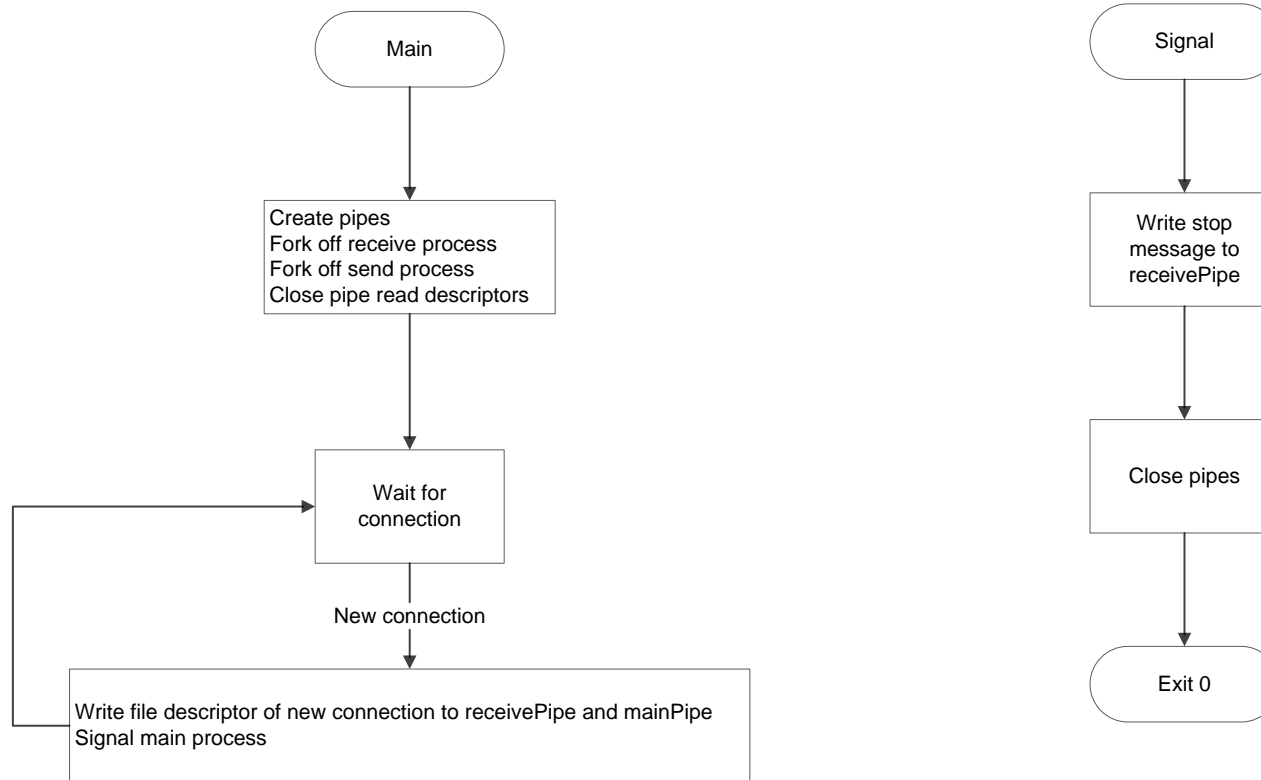 Main
Create pipes
Fork off receive process
Fork off send process
Close pipe read descriptors
Wait for
connection
New connection
Write file descriptor of new connection to receivePipe and mainPipe
Signal main process
Signal
Write stop
message to
receivePipe
Close pipes
Exit 0